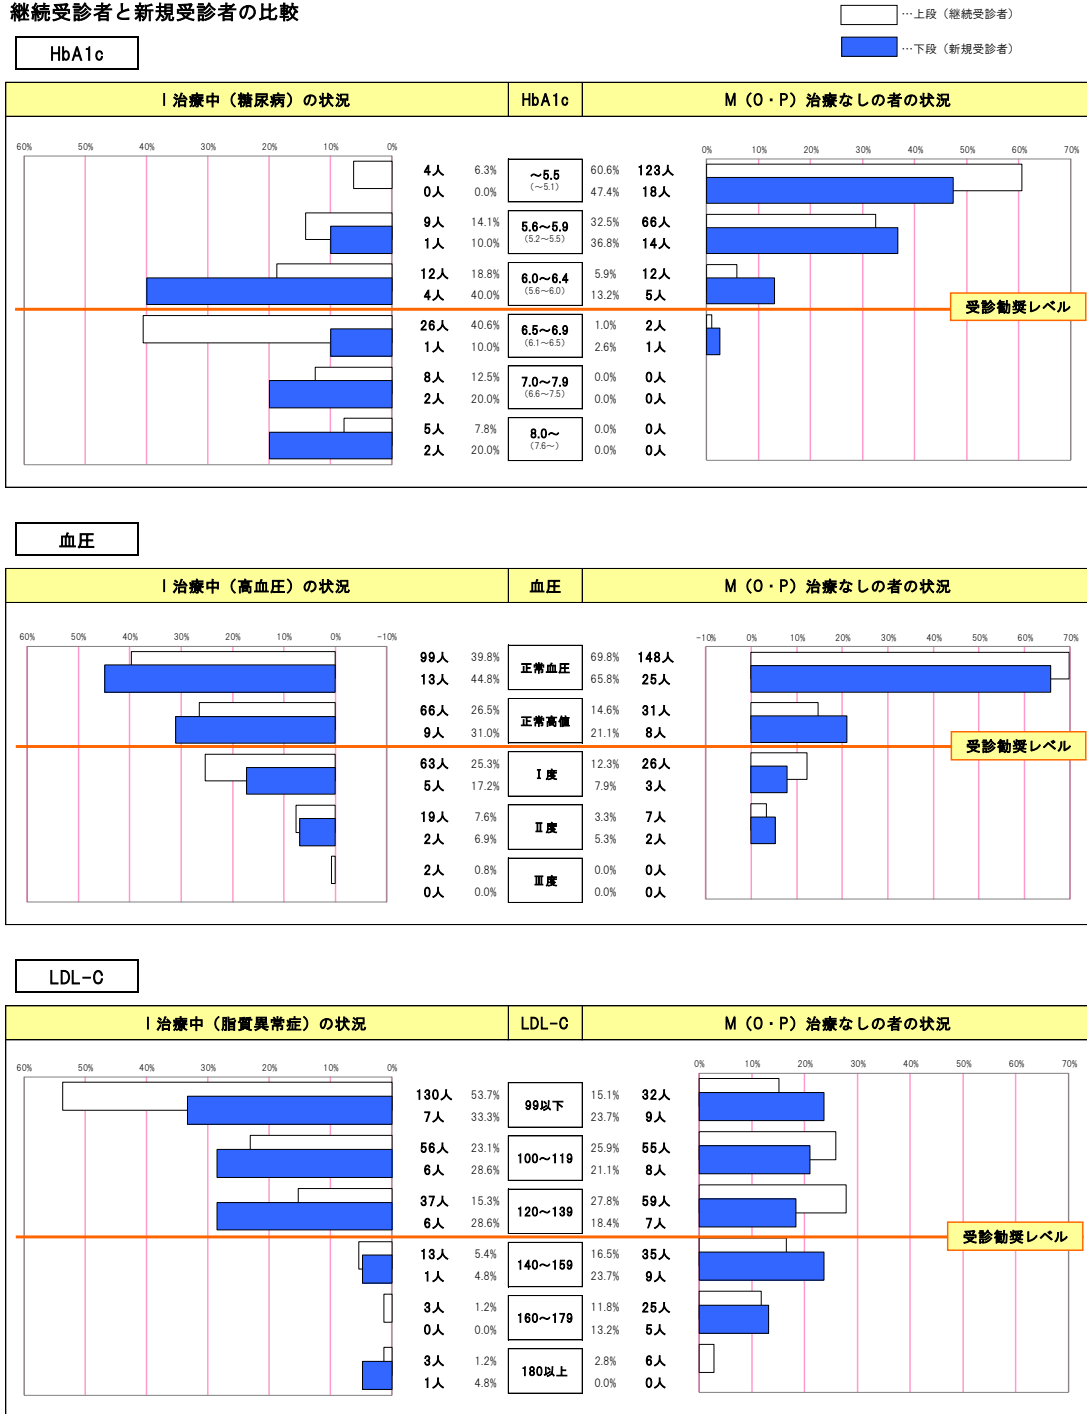 継続受診者と新規受診者の比較
…上段（継続受診者）
…下段（新規受診者）
HbA1c
Ⅰ治療中（糖尿病）の状況 HbA1c M（O・P）治療なしの者の状況
60% 50% 40% 30% 20% 10% 0% 0% 10% 20% 30% 40% 50% 60% 70%
4人 6.3% ～5.5 60.6% 123人
0人 0.0% （～5.1） 47.4% 18人
9人 14.1% 5.6～5.9 32.5% 66人
1人 10.0% （5.2～5.5） 36.8% 14人
12人 18.8% 6.0～6.4 5.9% 12人
4人 40.0% （5.6～6.0） 13.2% 5人
受診勧奨レベル
26人 40.6% 6.5～6.9 1.0% 2人
1人 10.0% （6.1～6.5） 2.6% 1人
8人 12.5% 7.0～7.9 0.0% 0人
2人 20.0% （6.6～7.5） 0.0% 0人
5人 7.8% 8.0～ 0.0% 0人
2人 20.0% （7.6～） 0.0% 0人
血圧
Ⅰ治療中（高血圧）の状況 血圧 M（O・P）治療なしの者の状況
60% 50% 40% 30% 20% 10% 0% -10% -10% 0% 10% 20% 30% 40% 50% 60% 70%
99人 39.8% 正常血圧 69.8% 148人
13人 44.8% 65.8% 25人
66人 26.5% 正常高値 14.6% 31人
9人 31.0% 21.1% 8人
受診勧奨レベル
63人 25.3% Ⅰ度 12.3% 26人
5人 17.2% 7.9% 3人
19人 7.6% Ⅱ度 3.3% 7人
2人 6.9% 5.3% 2人
2人 0.8% Ⅲ度 0.0% 0人
0人 0.0% 0.0% 0人
LDL-C
Ⅰ治療中（脂質異常症）の状況 LDL-C M（O・P）治療なしの者の状況
60% 50% 40% 30% 20% 10% 0% 0% 10% 20% 30% 40% 50% 60% 70%
130人 53.7% 99以下 15.1% 32人
7人 33.3% 23.7% 9人
56人 23.1% 100～119 25.9% 55人
6人 28.6% 21.1% 8人
37人 15.3% 120～139 27.8% 59人
6人 28.6% 18.4% 7人
受診勧奨レベル
13人 5.4% 140～159 16.5% 35人
1人 4.8% 23.7% 9人
3人 1.2% 160～179 11.8% 25人
0人 0.0% 13.2% 5人
3人 1.2% 180以上 2.8% 6人
1人 4.8% 0.0% 0人